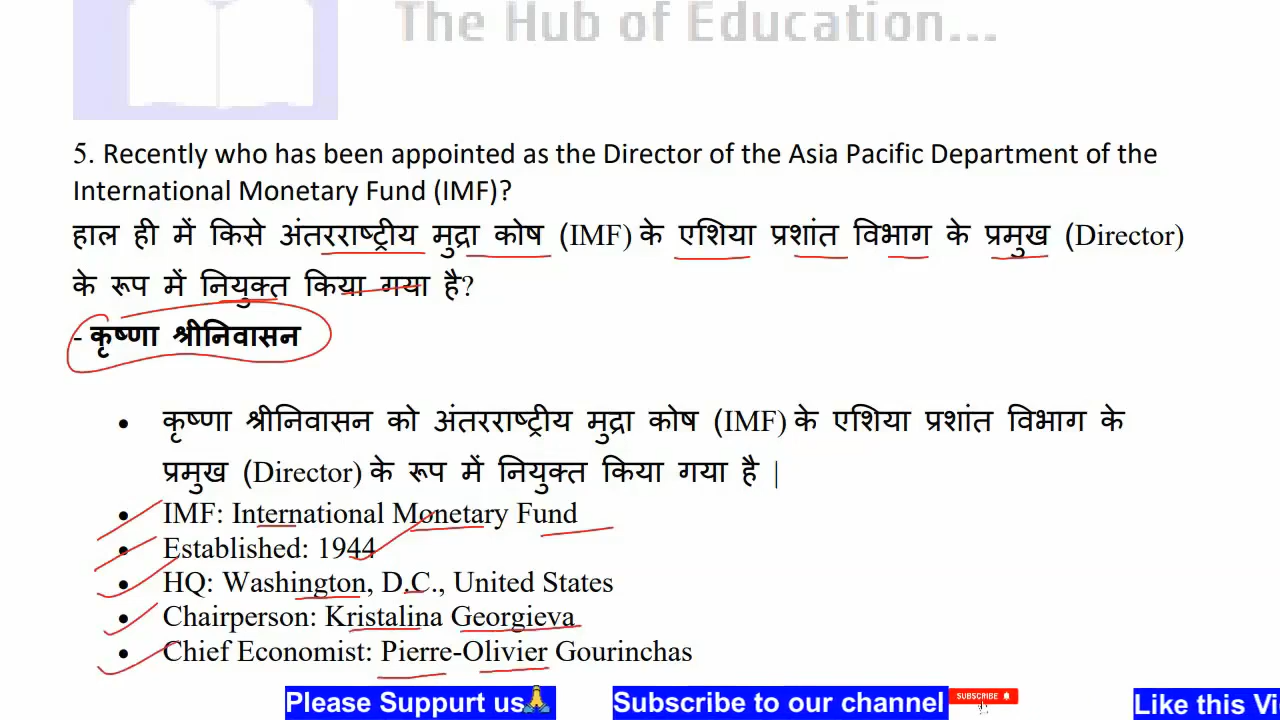 The Hub of Education...
5. Recently who has been appointed as the Director of the Asia Pacific Department of the
International Monetary Fund (IMF)?
हाल ही में किसे अंतरराष्ट्रीय मुद्रा कोष (IMF) के एशिया प्रशांत विभाग के प्रमुख (Director)
के रूप में नियुक्त किया गया है?
- कृष्णा श्रीनिवासन
• कृष्णा श्रीनिवासन को अंतरराष्ट्रीय मुद्रा कोष (IMF) के एशिया प्रशांत विभाग के
प्रमुख (Director) के रूप में नियुक्त किया गया है |
• IMF: International Monetary Fund
• Established: 1944
• HQ: Washington, D.C., United States
• Chairperson: Kristalina Georgieva
• Chief Economist: Pierre-Olivier Gourinchas
Please Suppurt us🙏 Subscribe to our channel SUBSCRIBE Like this Vi